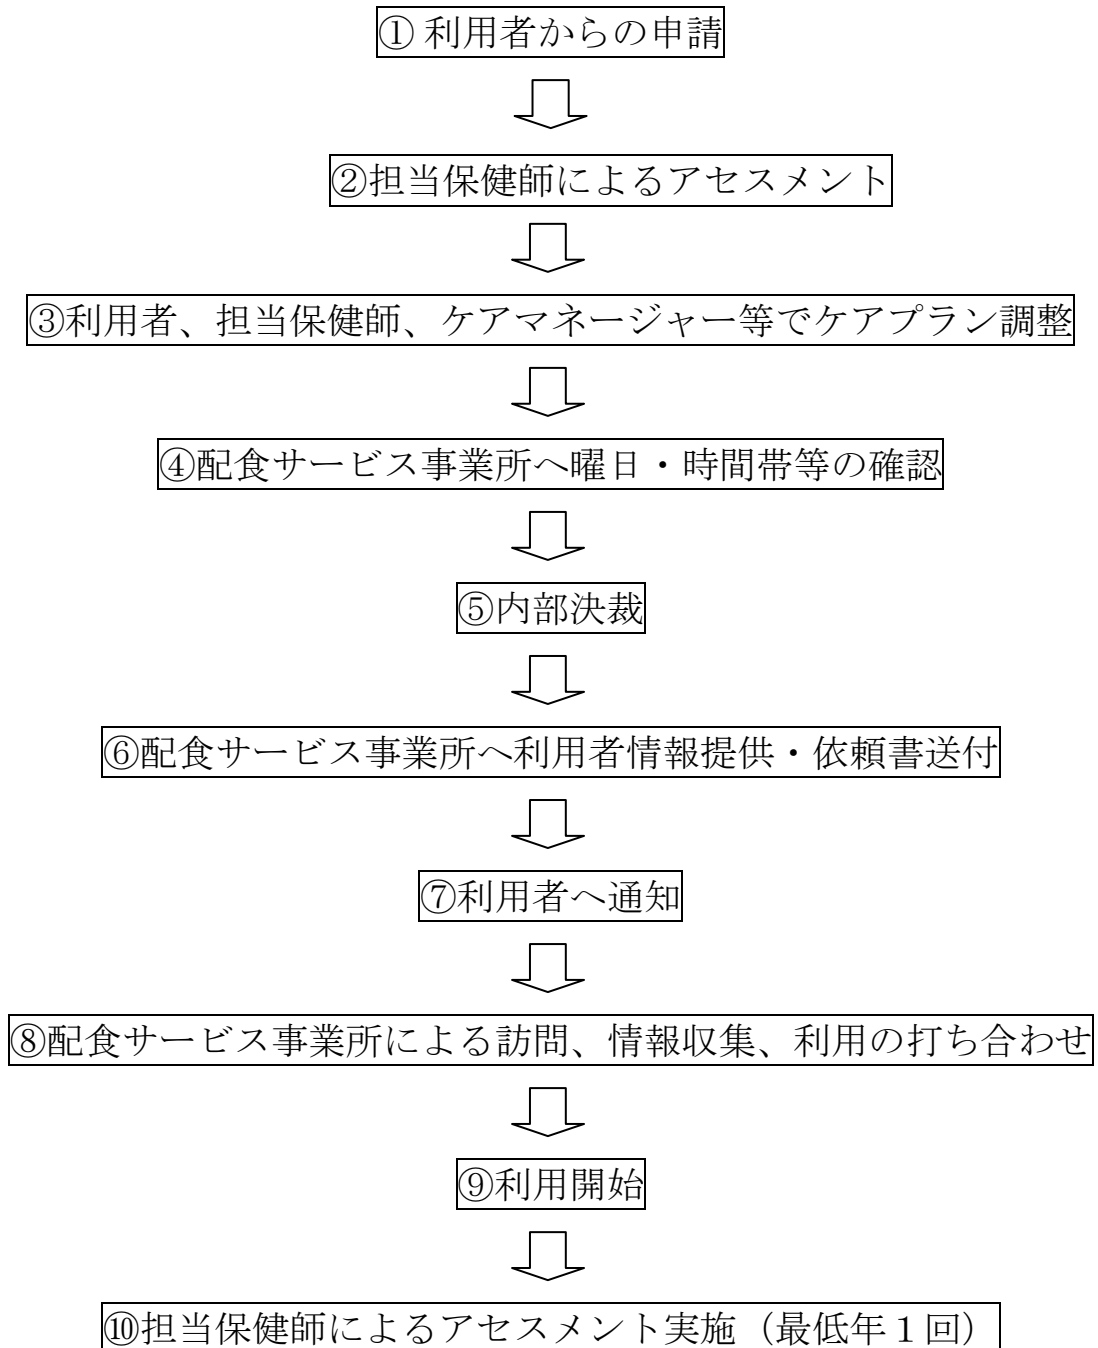 ① 利用者からの申請
②担当保健師によるアセスメント
③利用者、担当保健師、ケアマネージャー等でケアプラン調整
④配食サービス事業所へ曜日・時間帯等の確認
⑤内部決裁
⑥配食サービス事業所へ利用者情報提供・依頼書送付
⑦利用者へ通知
⑧配食サービス事業所による訪問、情報収集、利用の打ち合わせ
⑨利用開始
⑩担当保健師によるアセスメント実施（最低年１回）